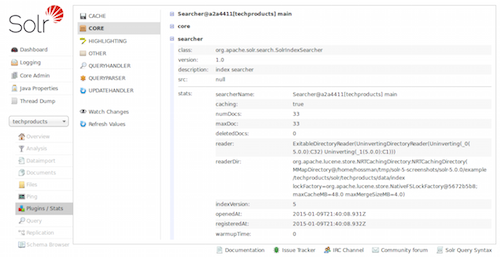 Solr
Dashboard
Logging
Core Admin
Java Properties
Thread Dump
techproducts
Overview
Analysis
Dataimport
Documents
Files
Ping
Plugins / Stats
Query
Replication
Schema Browser
CACHE
CORE
HIGHLIGHTING
OTHER
QUERYHANDLER
QUERYPARSER
UPDATEHANDLER
Watch Changes
Refresh Values
Searcher@a2a4411[techproducts] main
core
searcher
class: org.apache.solr.search.SolrIndexSearcher
version: 1.0
description: index searcher
src: null
stats: searcherName: Searcher@a2a4411[techproducts] main
caching: true
numDocs: 33
maxDoc: 33
deletedDocs: 0
reader: ExitableDirectoryReader(UninvertingDirectoryReader(Uninverting(_0(
5.0.0):C32) Uninverting(_1(5.0.0):C1)))
readerDir: org.apache.lucene.store.NRTCachingDirectory:NRTCachingDirectory(
MMapDirectory@/home/hossman/tmp/solr-5-screenshots/solr-5.0.0/example
/techproducts/solr/techproducts/data/index
maxCacheMB=48.0 maxMergeSizeMB=4.0)
indexVersion: 5
openedAt: 2015-01-09T21:40:08.931Z
registeredAt: 2015-01-09T21:40:08.932Z
warmupTime: 0
Documentation Issue Tracker IRC Channel Community forum Solr Query Syntax